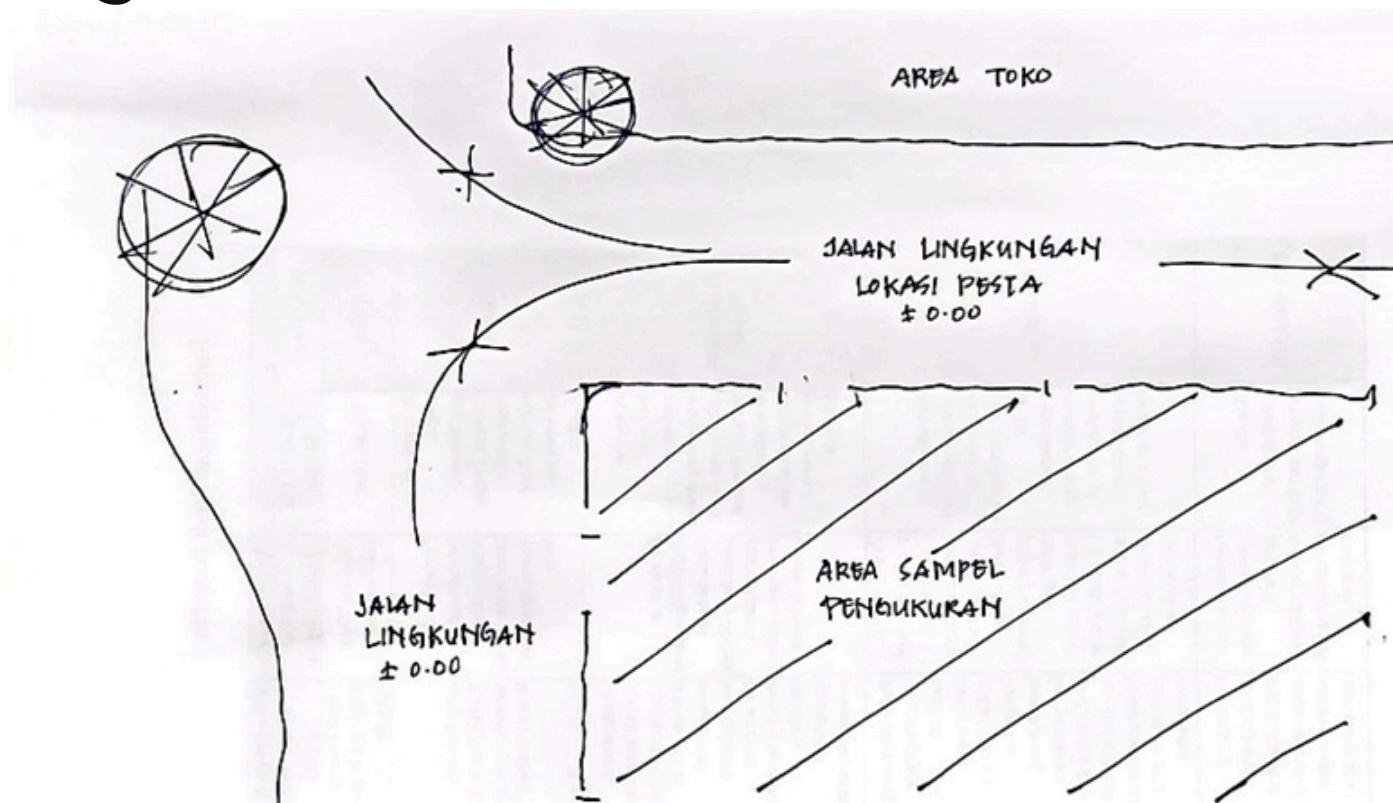 AREA TOKO
JALAN LINGKUNGAN
LOKASI PESTA
± 0.00
AREA SAMPEL
PENGUKURAN
JALAN
LINGKUNGAN
± 0.00